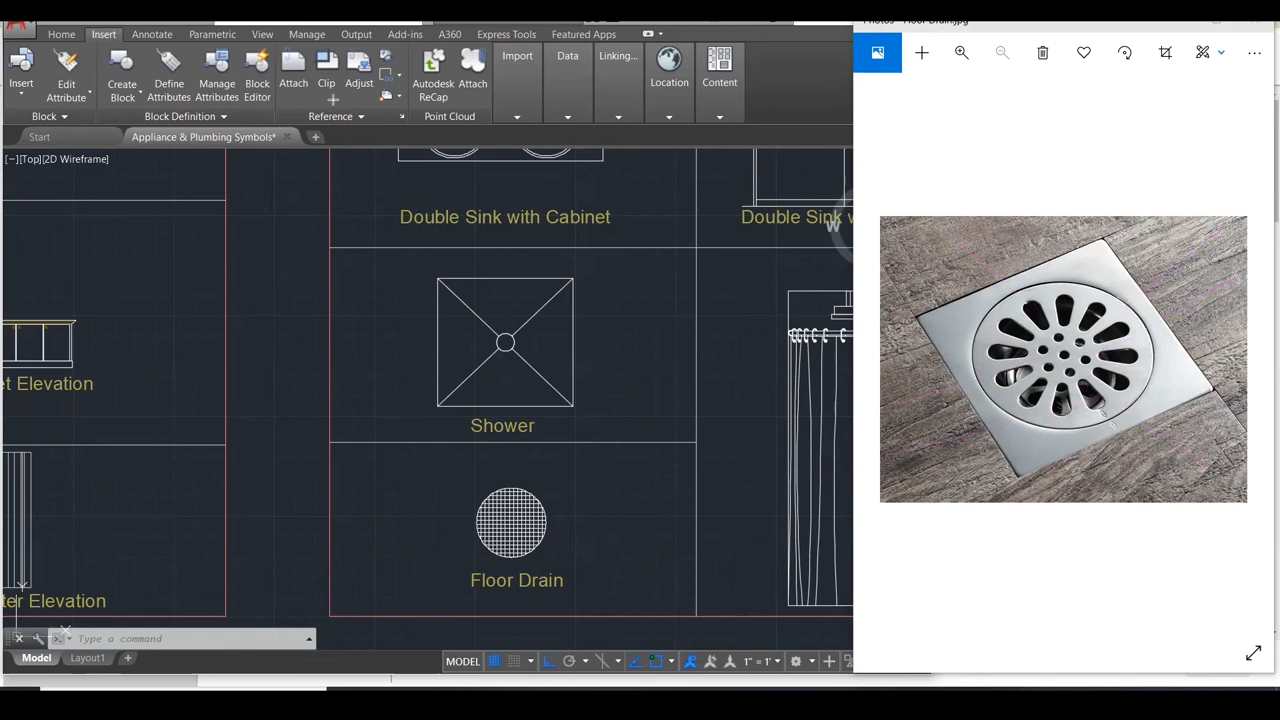 Home Insert Annotate Parametric View Manage Output Add-ins A360 Express Tools Featured Apps
Insert
Edit
Attribute
Create
Block
Define
Attributes
Manage
Attributes
Block
Editor
Attach
Clip
Adjust
Autodesk
ReCap
Attach
Import
Data
Linking...
Location
Content
Block
Block Definition
Reference
Point Cloud
Start
Appliance & Plumbing Symbols*
[−][Top][2D Wireframe]
W
Double Sink with Cabinet
Double Sink w
Shower
et Elevation
Floor Drain
ter Elevation
Type a command
Model
Layout1
MODEL
1" = 1'